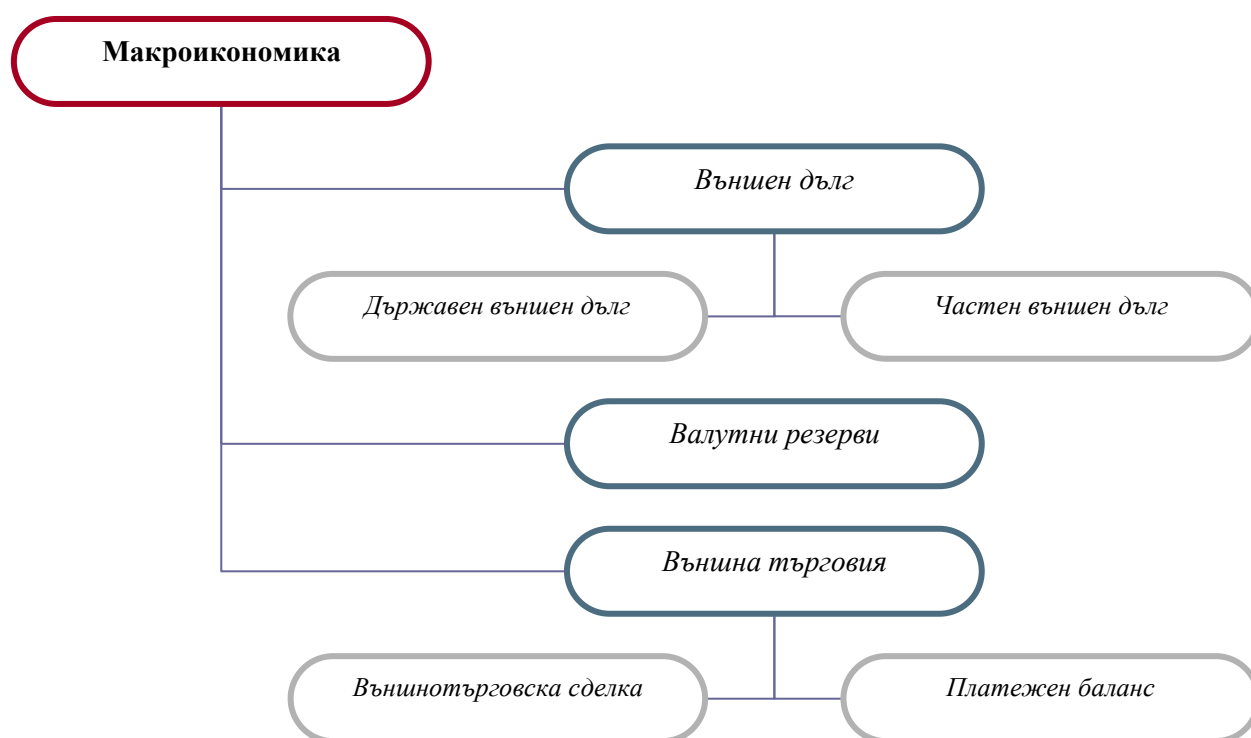 Макроикономика
Външен дълг
Държавен външен дълг
Частен външен дълг
Валутни резерви
Външна търговия
Външнотърговска сделка
Платежен баланс